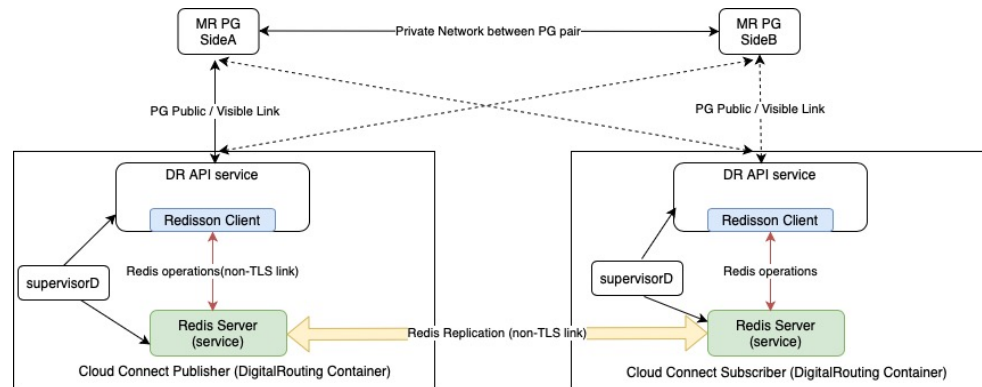 MR PG
SideA
Private Network between PG pair
MR PG
SideB
PG Public / Visible Link
PG Public / Visible Link
DR API service
Redisson Client
DR API service
Redisson Client
supervisorD
Redis operations(non-TLS link)
supervisorD
Redis operations
Redis Server
(service)
Redis Replication (non-TLS link)
Redis Server
(service)
Cloud Connect Publisher (DigitalRouting Container)
Cloud Connect Subscriber (DigitalRouting Container)